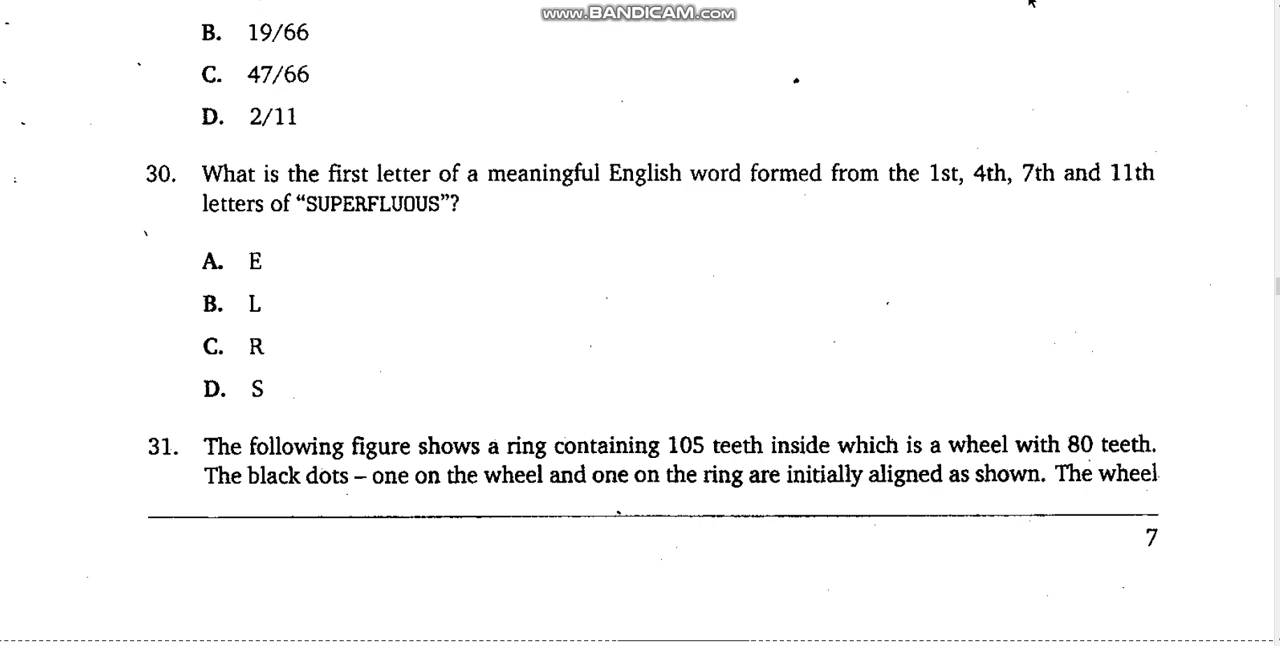 www.BANDICAM.com
B. 19/66
C. 47/66
D. 2/11
30. What is the first letter of a meaningful English word formed from the 1st, 4th, 7th and 11th
letters of “SUPERFLUOUS”?
A. E
B. L
C. R
D. S
31. The following figure shows a ring containing 105 teeth inside which is a wheel with 80 teeth.
The black dots – one on the wheel and one on the ring are initially aligned as shown. The wheel
7